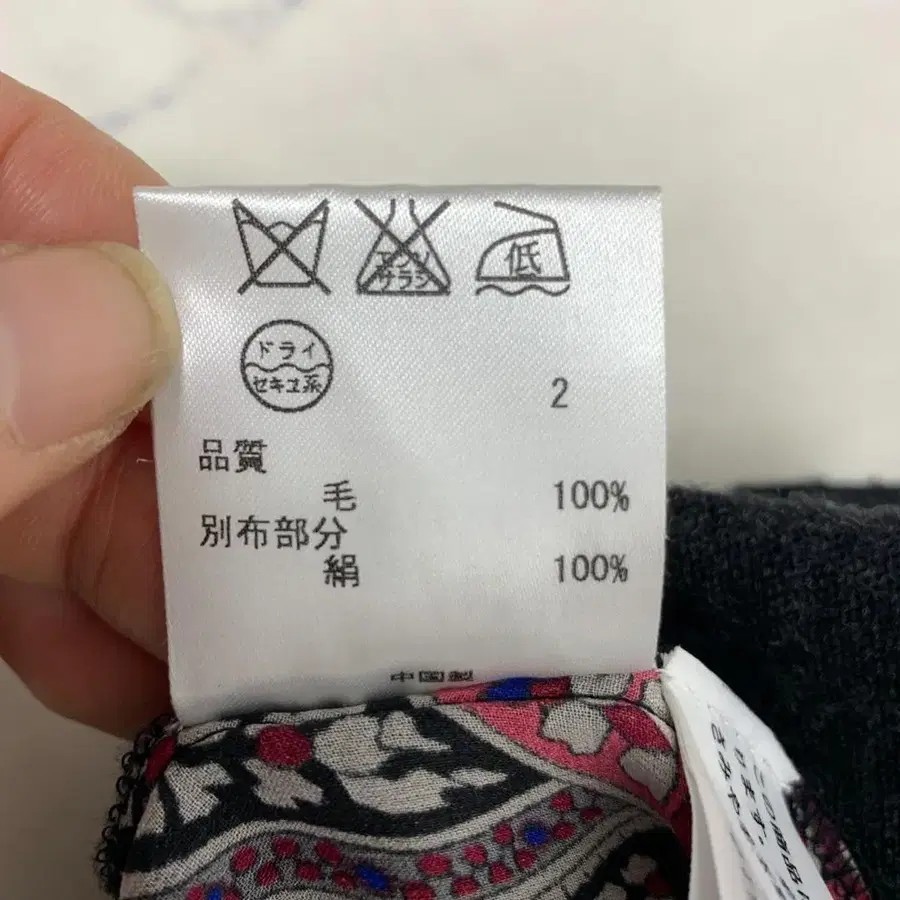 エンソ
サラシ
低
ドライ
セキユ系
2
品質
毛 100%
別布部分
絹 100%
中国製